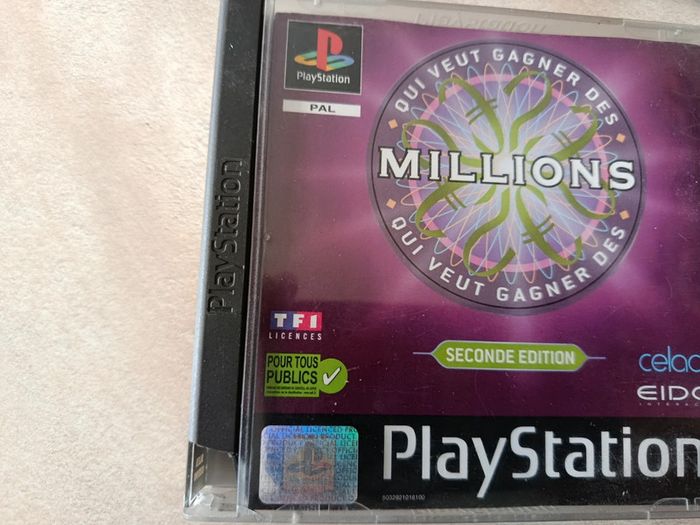 PlayStation
PlayStation
PAL
QUI VEUT GAGNER DES
MILLIONS
QUI VEUT GAGNER DES
TF1
LICENCES
SECONDE EDITION
POUR TOUS
PUBLICS
PlayStation
5032921016100